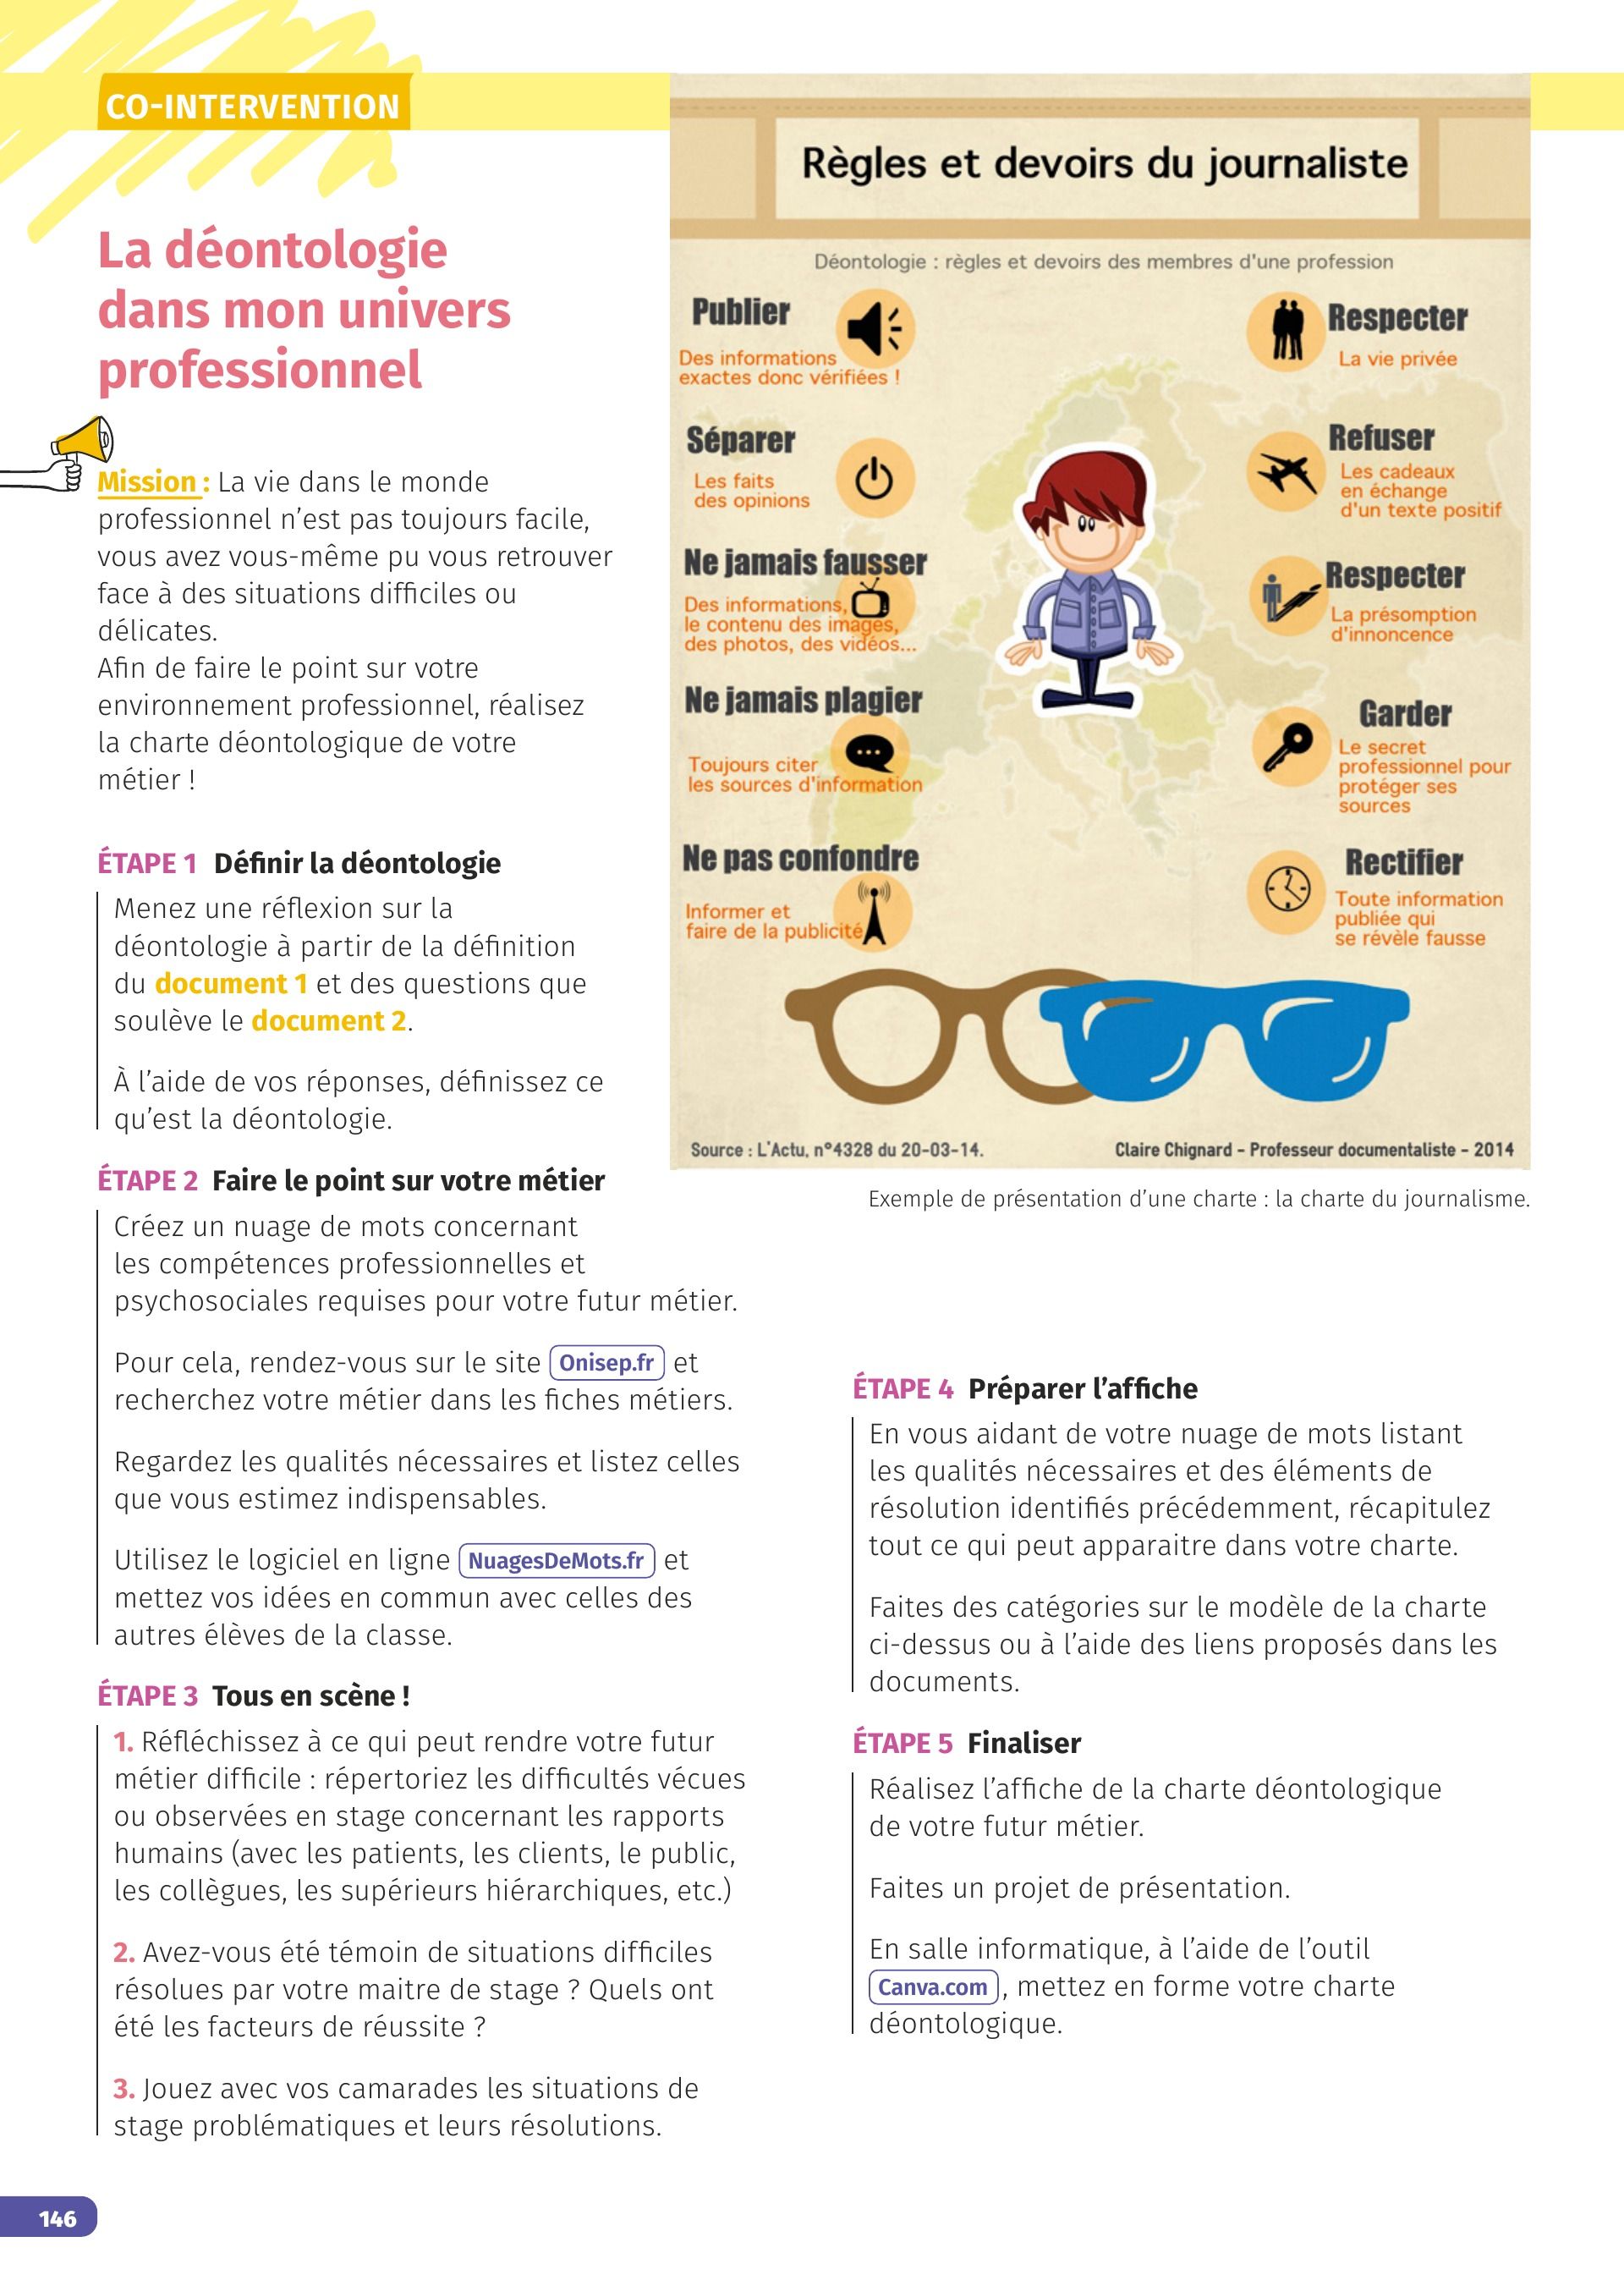 CO-INTERVENTION
La déontologie
dans mon univers
professionnel
Mission : La vie dans le monde
professionnel n’est pas toujours facile,
vous avez vous-même pu vous retrouver
face à des situations difficiles ou
délicates.
Afin de faire le point sur votre
environnement professionnel, réalisez
la charte déontologique de votre
métier !
ÉTAPE 1 Définir la déontologie
Menez une réflexion sur la
déontologie à partir de la définition
du document 1 et des questions que
soulève le document 2.
À l’aide de vos réponses, définissez ce
qu’est la déontologie.
ÉTAPE 2 Faire le point sur votre métier
Créez un nuage de mots concernant
les compétences professionnelles et
psychosociales requises pour votre futur métier.
Pour cela, rendez-vous sur le site Onisep.fr et
recherchez votre métier dans les fiches métiers.
Regardez les qualités nécessaires et listez celles
que vous estimez indispensables.
Utilisez le logiciel en ligne NuagesDeMots.fr et
mettez vos idées en commun avec celles des
autres élèves de la classe.
ÉTAPE 3 Tous en scène !
1. Réfléchissez à ce qui peut rendre votre futur
métier difficile : répertoriez les difficultés vécues
ou observées en stage concernant les rapports
humains (avec les patients, les clients, le public,
les collègues, les supérieurs hiérarchiques, etc.)
2. Avez-vous été témoin de situations difficiles
résolues par votre maitre de stage ? Quels ont
été les facteurs de réussite ?
3. Jouez avec vos camarades les situations de
stage problématiques et leurs résolutions.
Règles et devoirs du journaliste
Déontologie : règles et devoirs des membres d'une profession
Publier
Des informations
exactes donc vérifiées !
Séparer
Les faits
des opinions
Ne jamais fausser
Des informations,
le contenu des images,
des photos, des vidéos...
Ne jamais plagier
Toujours citer
les sources d'information
Ne pas confondre
Informer et
faire de la publicité
Respecter
La vie privée
Refuser
Les cadeaux
en échange
d'un texte positif
Respecter
La présomption
d'innoncence
Garder
Le secret
professionnel pour
protéger ses
sources
Rectifier
Toute information
publiée qui
se révèle fausse
Source : L'Actu, n°4328 du 20-03-14.
Claire Chignard - Professeur documentaliste - 2014
Exemple de présentation d’une charte : la charte du journalisme.
ÉTAPE 4 Préparer l’affiche
En vous aidant de votre nuage de mots listant
les qualités nécessaires et des éléments de
résolution identifiés précédemment, récapitulez
tout ce qui peut apparaitre dans votre charte.
Faites des catégories sur le modèle de la charte
ci-dessus ou à l’aide des liens proposés dans les
documents.
ÉTAPE 5 Finaliser
Réalisez l’affiche de la charte déontologique
de votre futur métier.
Faites un projet de présentation.
En salle informatique, à l’aide de l’outil
Canva.com , mettez en forme votre charte
déontologique.
146